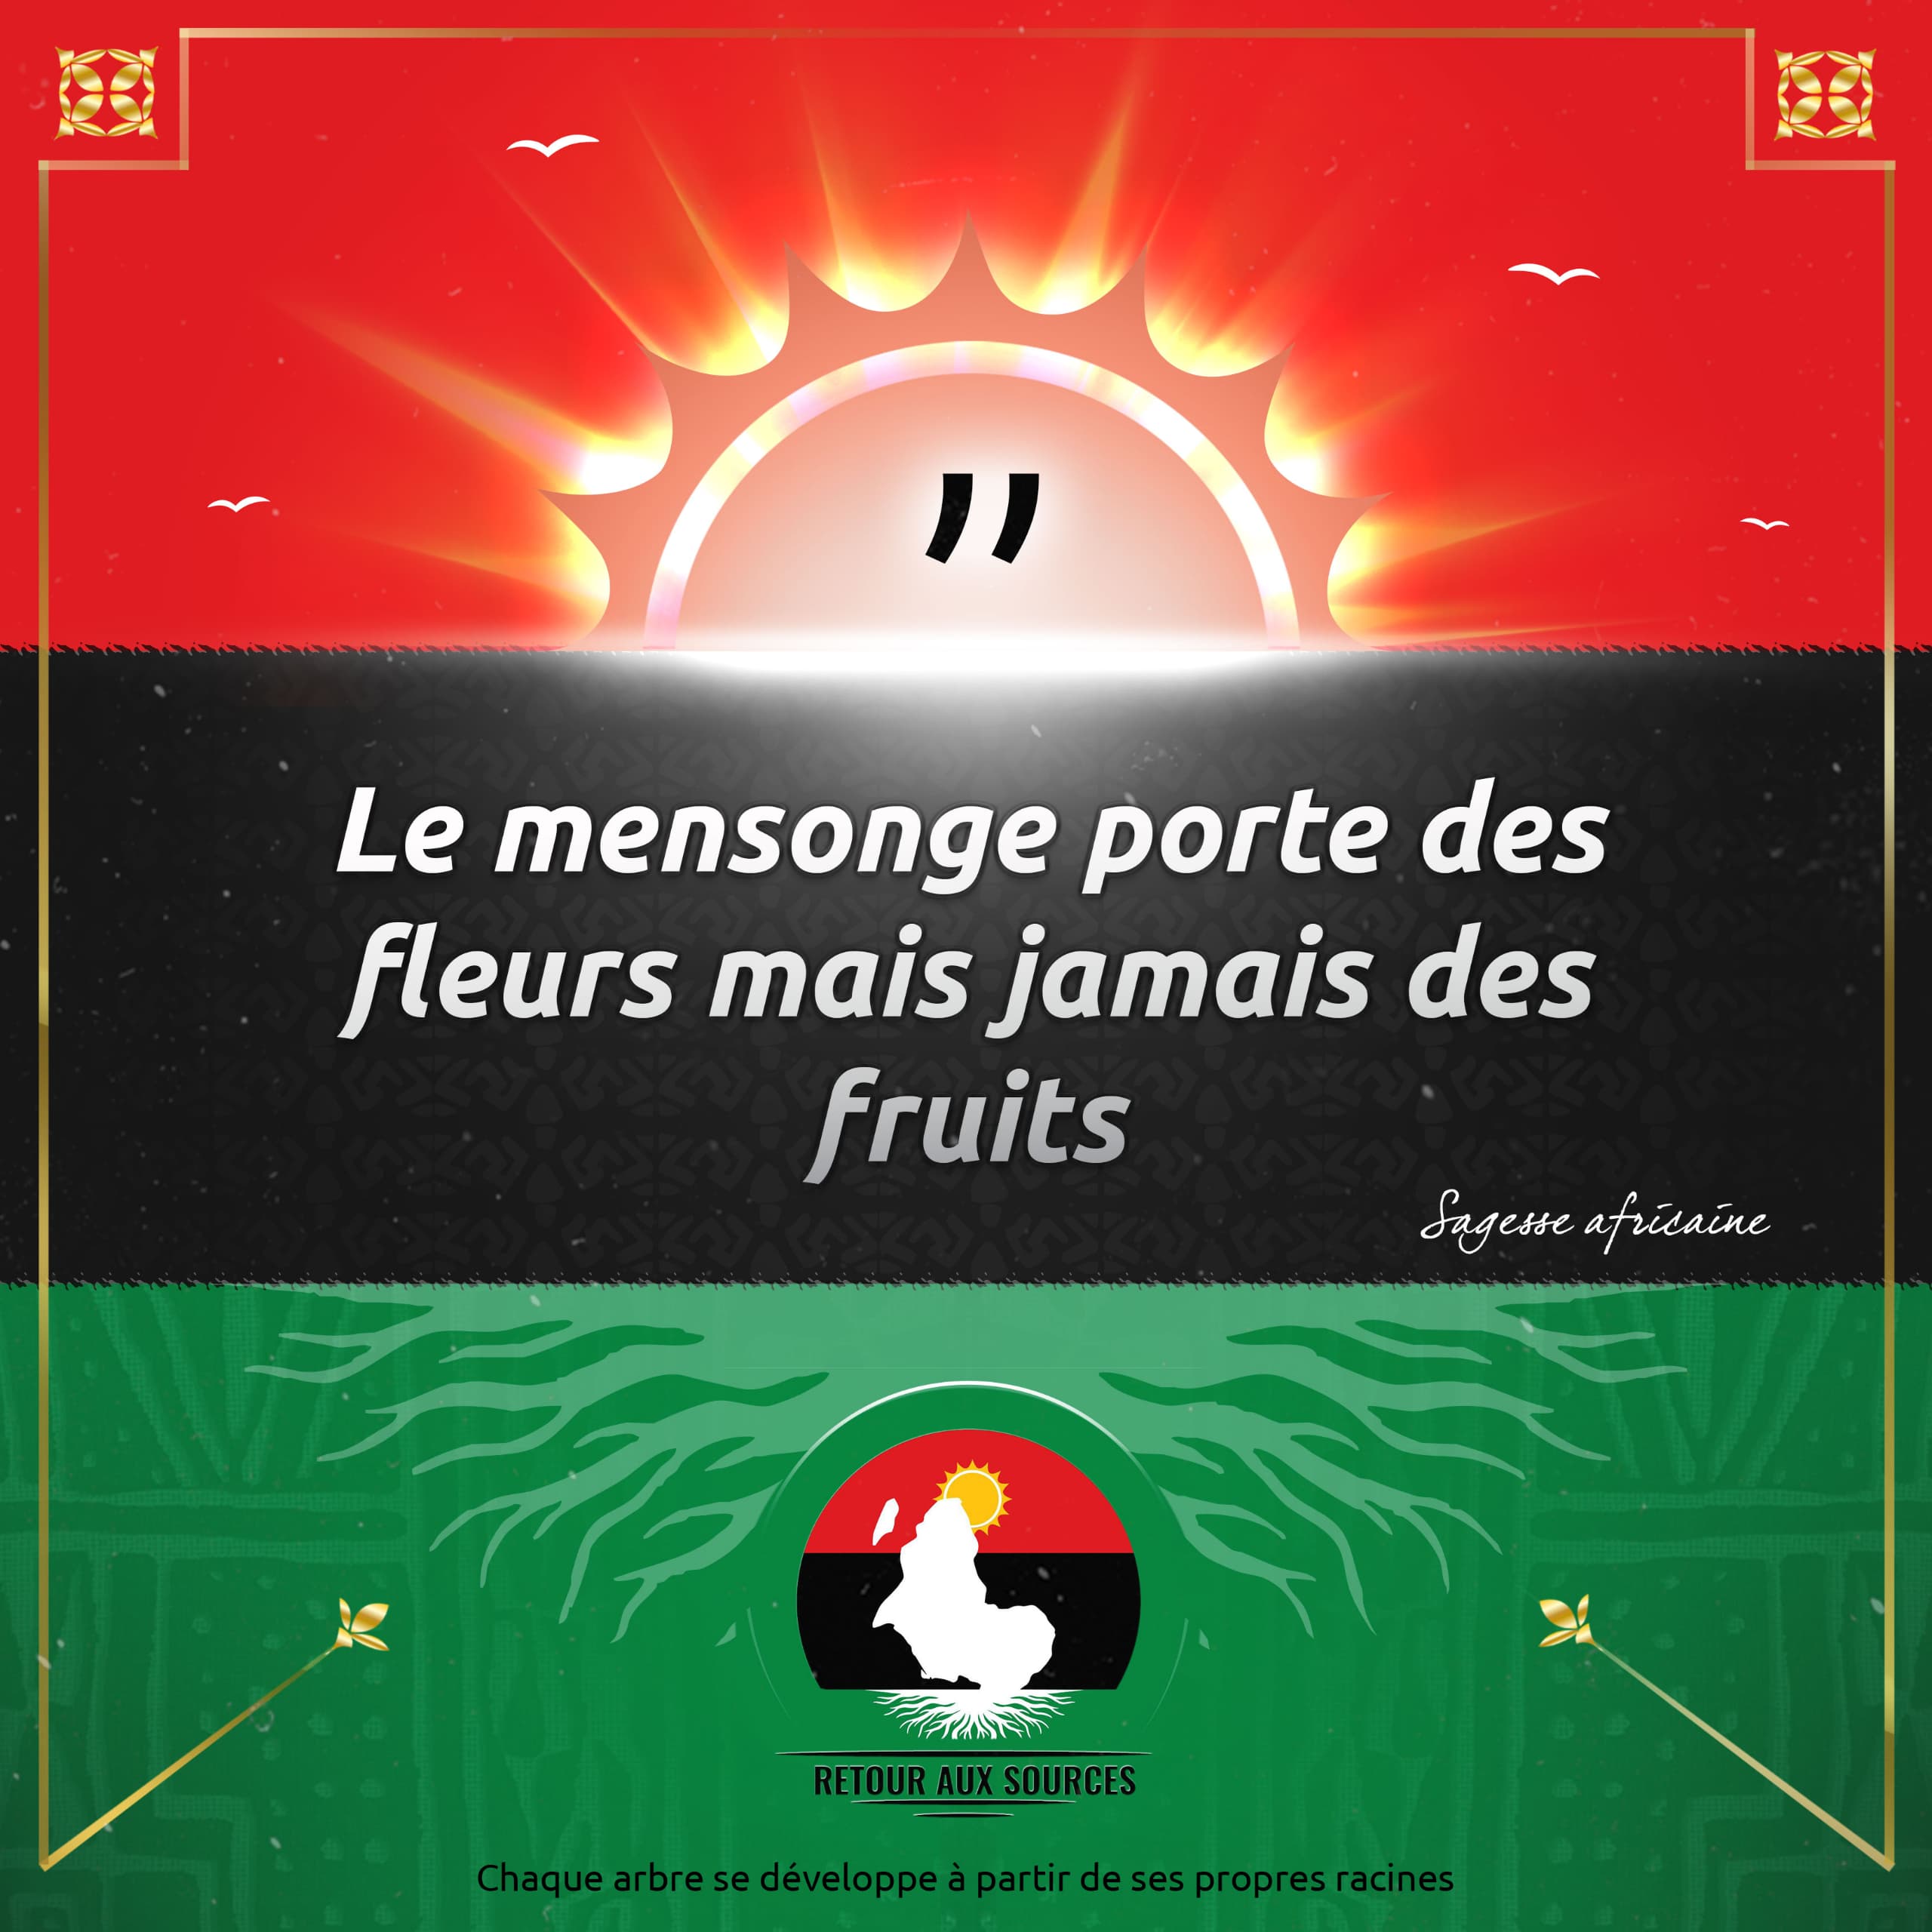 ”
Le mensonge porte des
fleurs mais jamais des
fruits
Sagesse africaine
RETOUR AUX SOURCES
Chaque arbre se développe à partir de ses propres racines